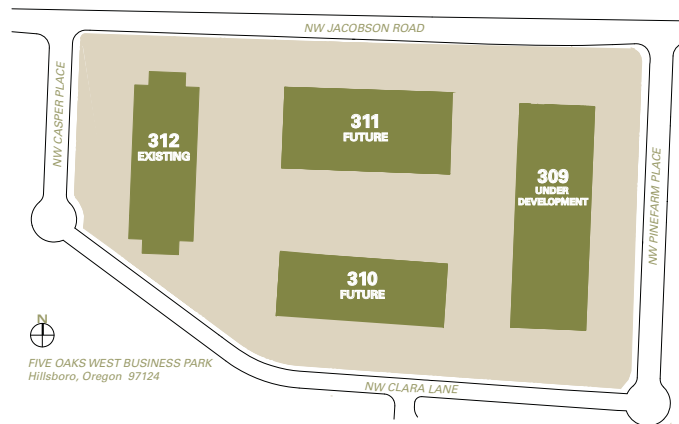 NW JACOBSON ROAD
NW CASPER PLACE
312
EXISTING
311
FUTURE
309
UNDER
DEVELOPMENT
NW PINEFARM PLACE
310
FUTURE
N
FIVE OAKS WEST BUSINESS PARK
Hillsboro, Oregon 97124
NW CLARA LANE